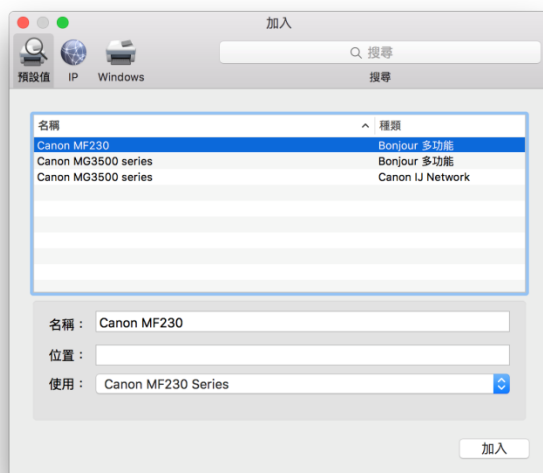 加入
預設值 IP Windows
搜尋
搜尋
名稱 種類
Canon MF230 Bonjour 多功能
Canon MG3500 series Bonjour 多功能
Canon MG3500 series Canon IJ Network
名稱： Canon MF230
位置：
使用： Canon MF230 Series
加入